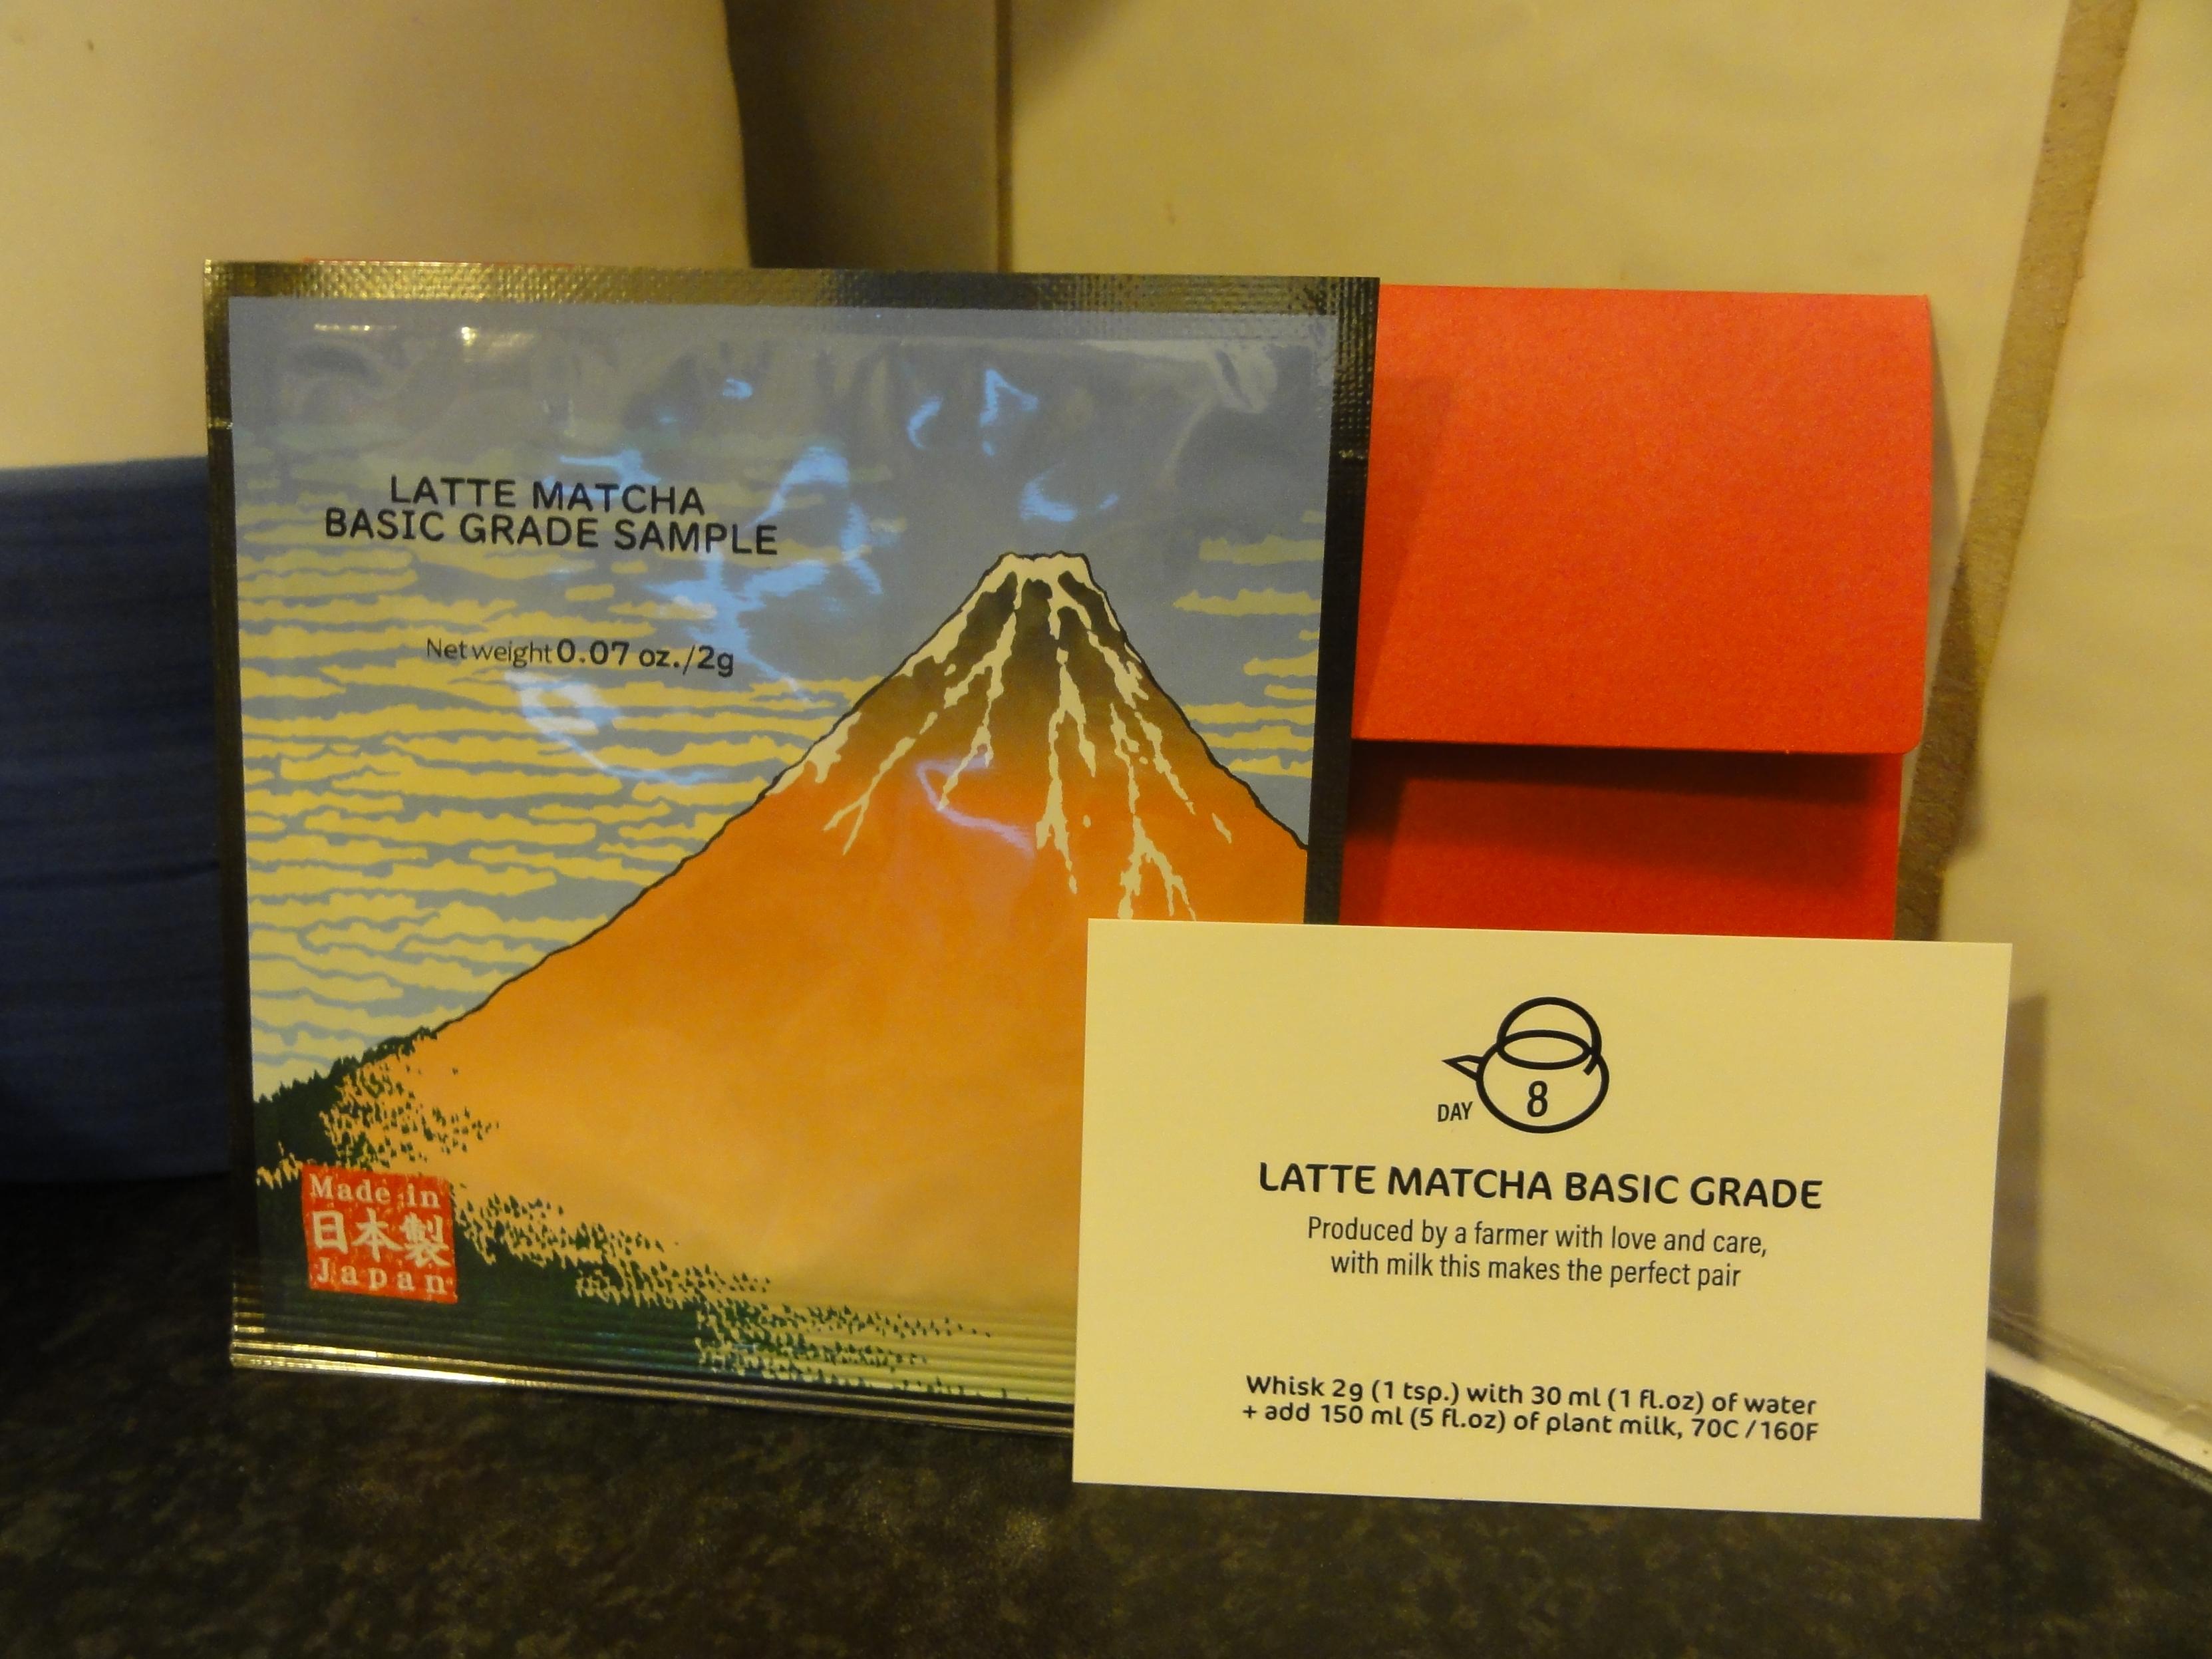 LATTE MATCHA
BASIC GRADE SAMPLE
Net weight 0.07 oz./2g
Made in
日本製
Japan
DAY 8
LATTE MATCHA BASIC GRADE
Produced by a farmer with love and care,
with milk this makes the perfect pair
Whisk 2g (1 tsp.) with 30 ml (1 fl.oz) of water
+ add 150 ml (5 fl.oz) of plant milk, 70C / 160F